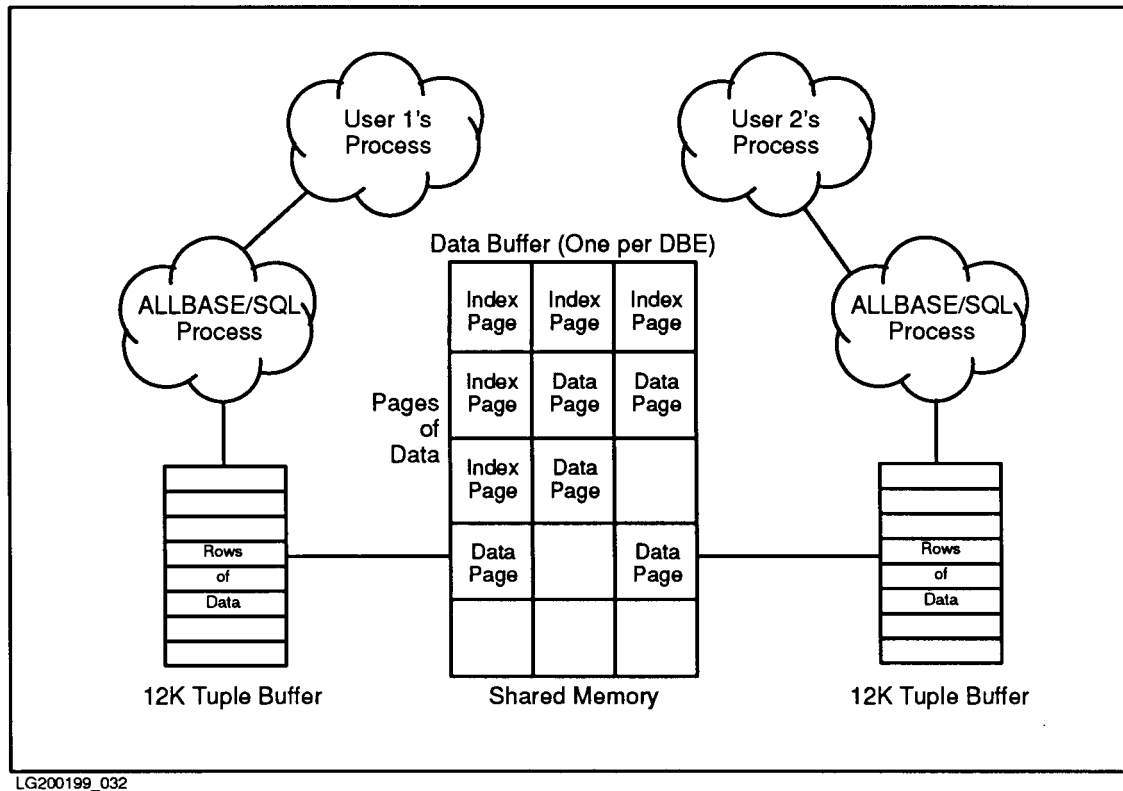 User 1's
Process
User 2's
Process
ALLBASE/SQL
Process
Data Buffer (One per DBE)
ALLBASE/SQL
Process
Index
Page
Index
Page
Index
Page
Pages
of
Data
Index
Page
Data
Page
Data
Page
Index
Page
Data
Page
Data
Page
Data
Page
Rows
of
Data
Rows
of
Data
12K Tuple Buffer
Shared Memory
12K Tuple Buffer
LG200199_032